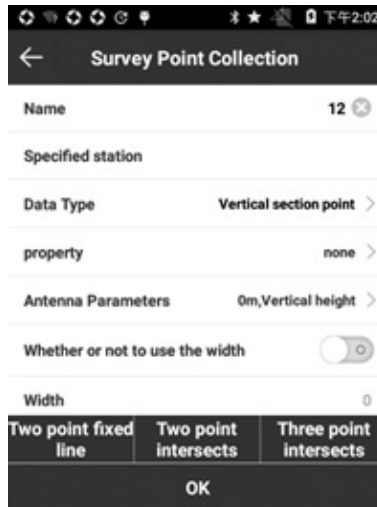 下午2:02
Survey Point Collection
Name 12
Specified station
Data Type Vertical section point
property none
Antenna Parameters 0m,Vertical height
Whether or not to use the width
Width 0
Two point fixed line
Two point intersects
Three point intersects
OK